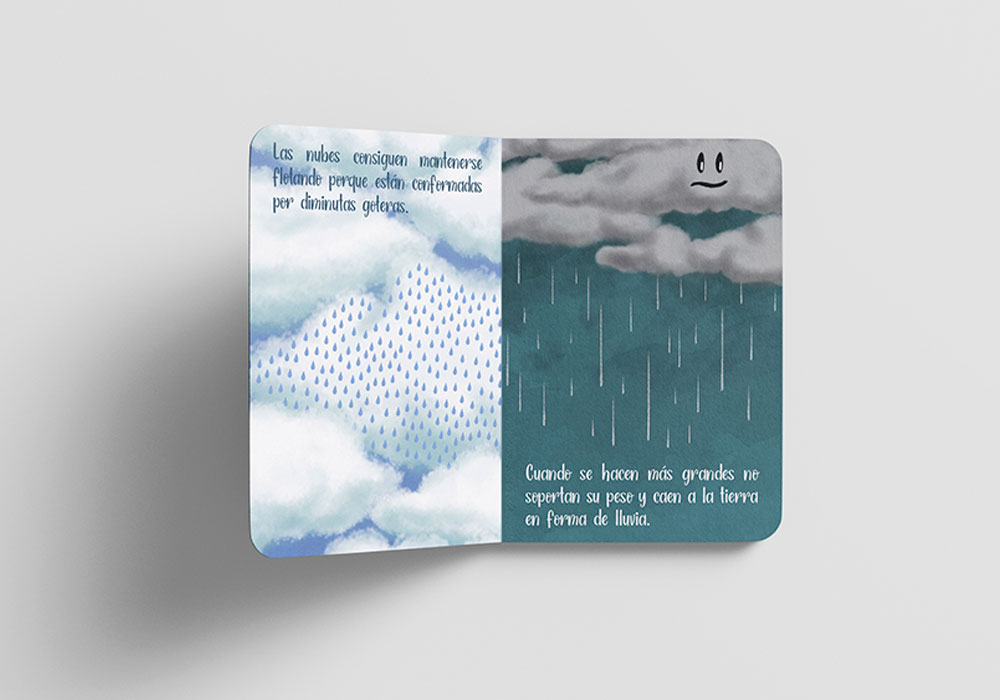 Las nubes consiguen mantenerse
flotando porque están conformadas
por diminutas goteras.
Cuando se hacen más grandes no
soportan su peso y caen a la tierra
en forma de lluvia.